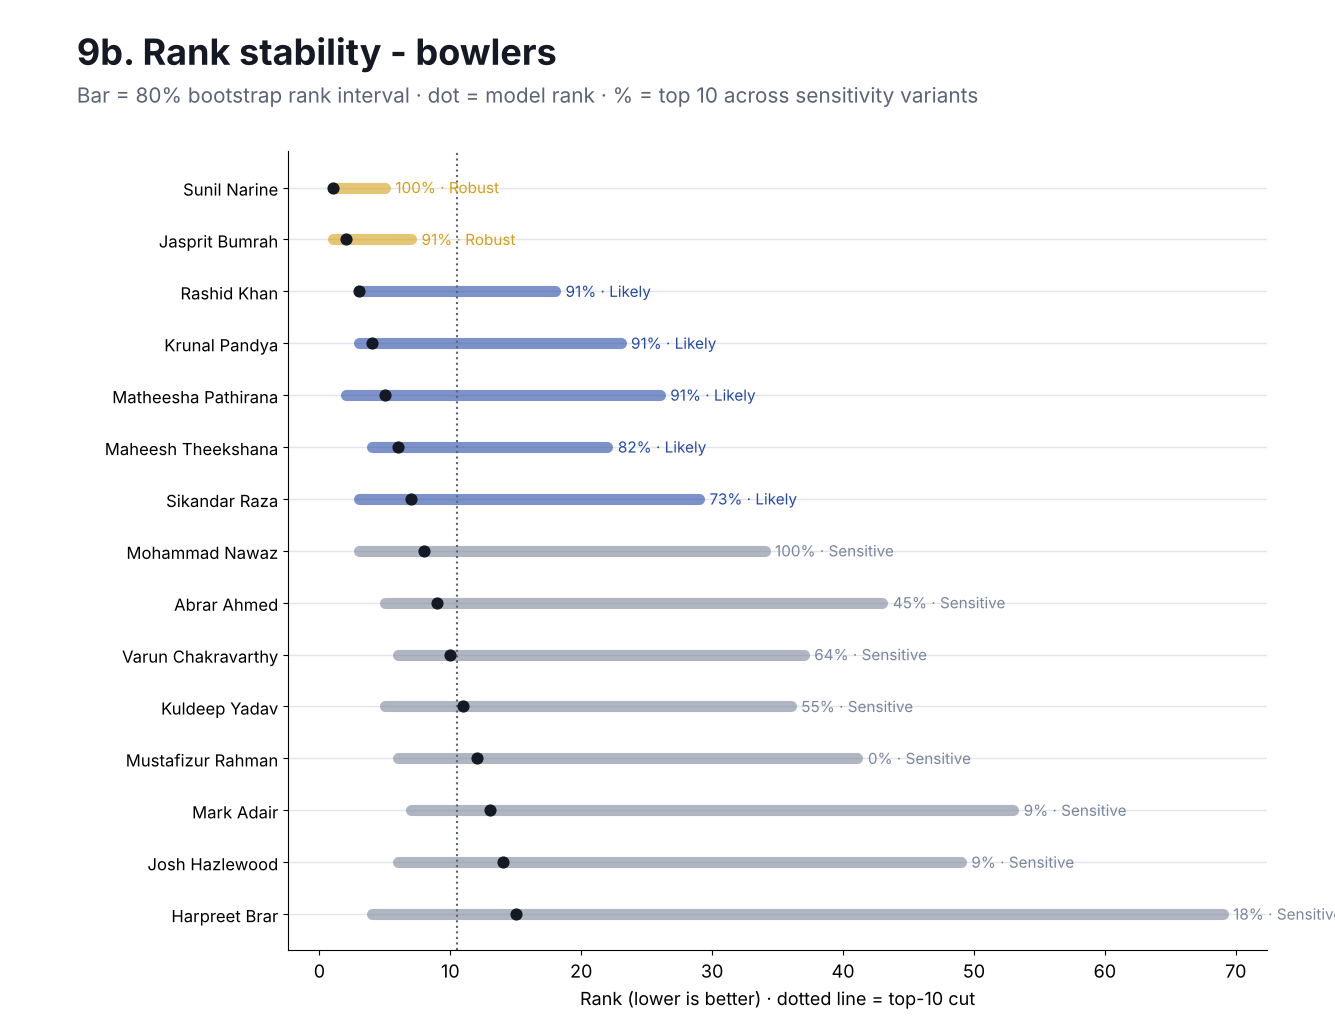 9b. Rank stability - bowlers
Bar = 80% bootstrap rank interval · dot = model rank · % = top 10 across sensitivity variants
Sunil Narine 100% · Robust
Jasprit Bumrah 91% · Robust
Rashid Khan 91% · Likely
Krunal Pandya 91% · Likely
Matheesha Pathirana 91% · Likely
Maheesh Theekshana 82% · Likely
Sikandar Raza 73% · Likely
Mohammad Nawaz 100% · Sensitive
Abrar Ahmed 45% · Sensitive
Varun Chakravarthy 64% · Sensitive
Kuldeep Yadav 55% · Sensitive
Mustafizur Rahman 0% · Sensitive
Mark Adair 9% · Sensitive
Josh Hazlewood 9% · Sensitive
Harpreet Brar 18% · Sensitiv
0 10 20 30 40 50 60 70
Rank (lower is better) · dotted line = top-10 cut